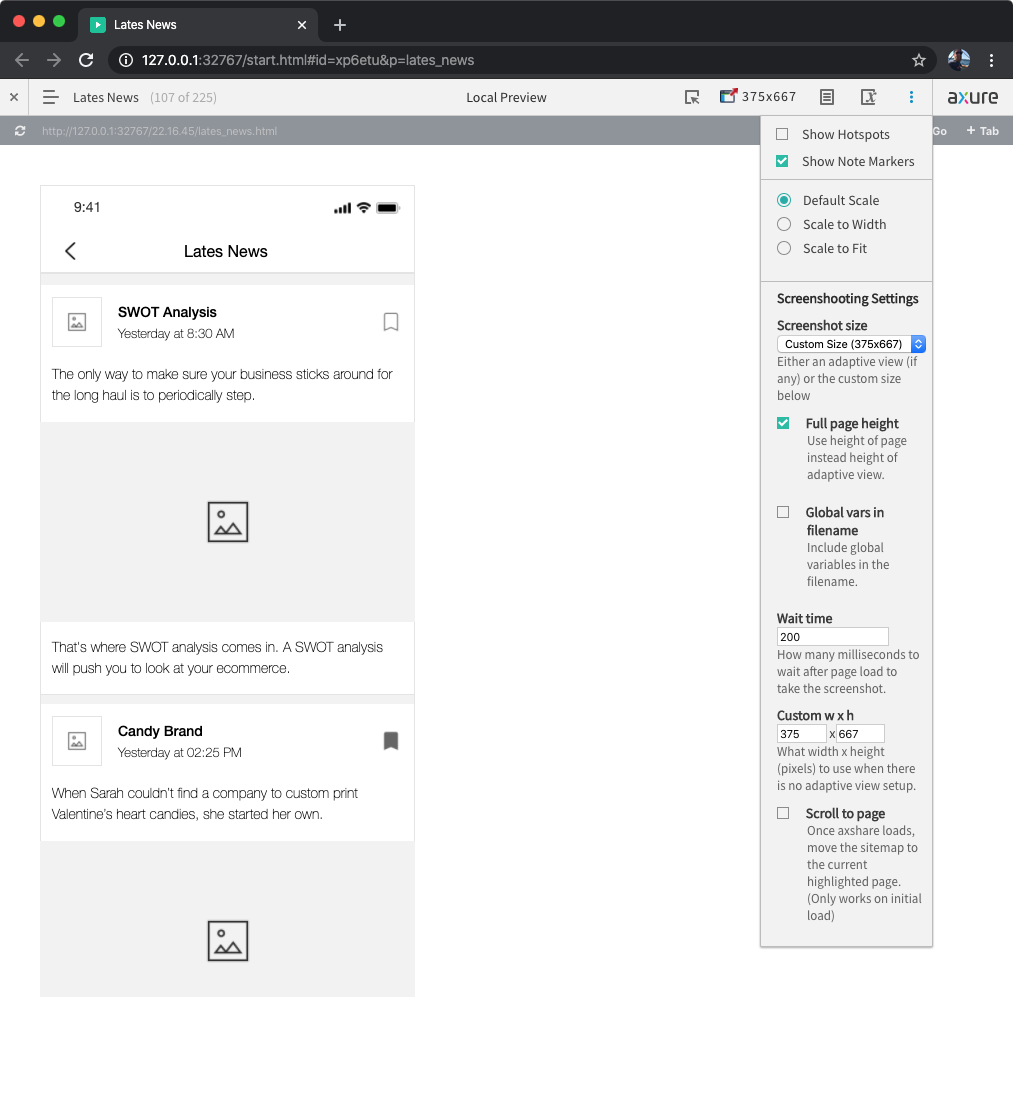 Lates News
127.0.0.1:32767/start.html#id=xp6etu&p=lates_news
Lates News (107 of 225)
Local Preview
375x667
axure
http://127.0.0.1:32767/22.16.45/lates_news.html
Go
+ Tab
9:41
Lates News
SWOT Analysis
Yesterday at 8:30 AM
The only way to make sure your business sticks around for
the long haul is to periodically step.
That's where SWOT analysis comes in. A SWOT analysis
will push you to look at your ecommerce.
Candy Brand
Yesterday at 02:25 PM
When Sarah couldn't find a company to custom print
Valentine's heart candies, she started her own.
Show Hotspots
Show Note Markers
Default Scale
Scale to Width
Scale to Fit
Screenshooting Settings
Screenshot size
Custom Size (375x667)
Either an adaptive view (if
any) or the custom size
below
Full page height
Use height of page
instead height of
adaptive view.
Global vars in
filename
Include global
variables in the
filename.
Wait time
200
How many milliseconds to
wait after page load to
take the screenshot.
Custom w x h
375 x 667
What width x height
(pixels) to use when there
is no adaptive view setup.
Scroll to page
Once axshare loads,
move the sitemap to
the current
highlighted page.
(Only works on initial
load)